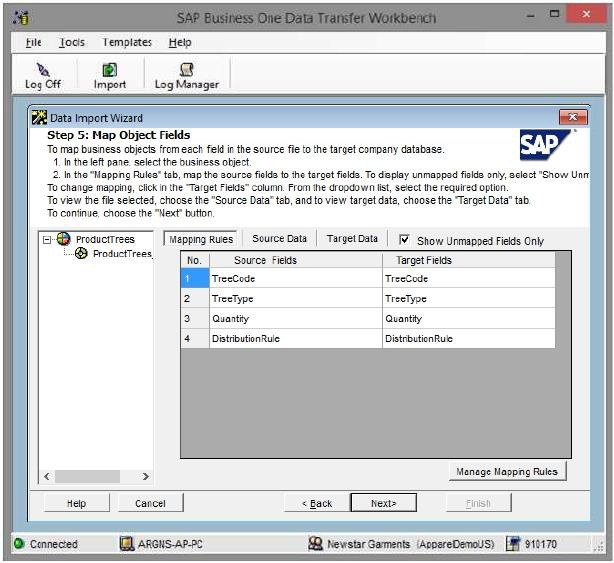 SAP Business One Data Transfer Workbench
File Tools Templates Help
Log Off Import Log Manager
Data Import Wizard
Step 5: Map Object Fields
SAP
To map business objects from each field in the source file to the target company database.
1. In the left pane, select the business object.
2. In the "Mapping Rules" tab, map the source fields to the target fields. To display unmapped fields only, select "Show Unm
To change mapping, click in the "Target Fields" column. From the dropdown list, select the required option.
To view the file selected, choose the "Source Data" tab, and to view target data, choose the "Target Data" tab.
To continue, choose the "Next" button.
ProductTrees
ProductTrees_
Mapping Rules Source Data Target Data Show Unmapped Fields Only
No. Source Fields Target Fields
1 TreeCode TreeCode
2 TreeType TreeType
3 Quantity Quantity
4 DistributionRule DistributionRule
Manage Mapping Rules
Help Cancel < Back Next> Finish
Connected ARGNS-AP-PC Newstar Garments (AppareDemoUS) 910170